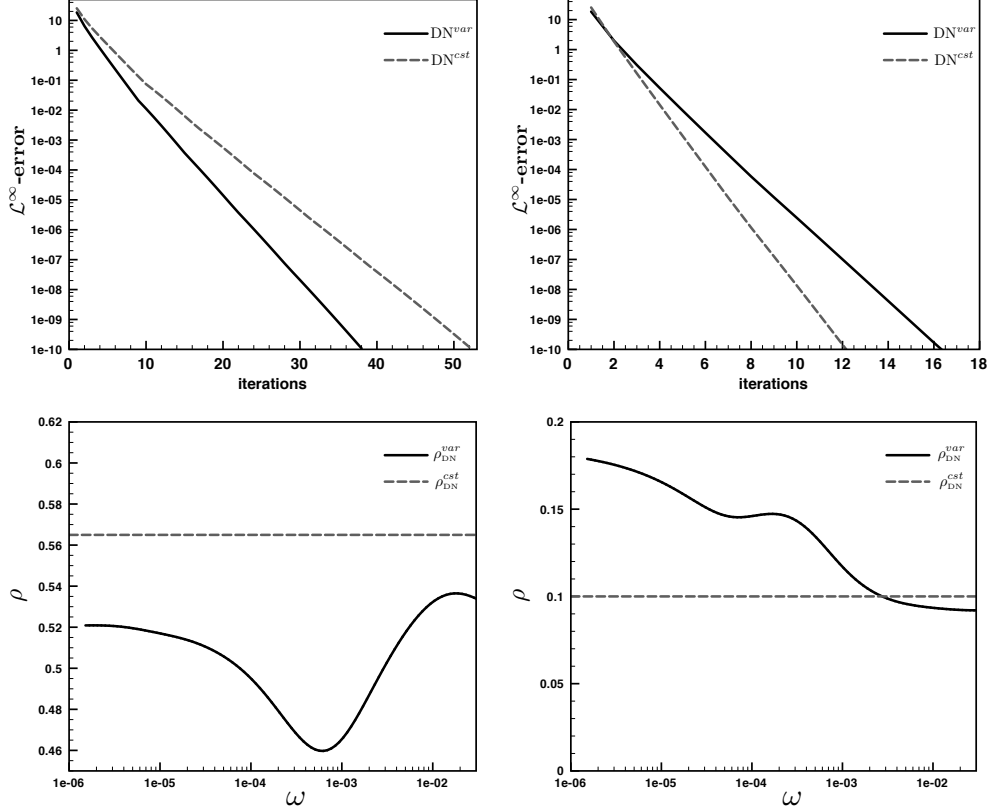 10
1
1e-01
1e-02
1e-03
1e-04
1e-05
1e-06
1e-07
1e-08
1e-09
1e-10
ℒ^∞-error
0 10 20 30 40 50
iterations
DN^var
DN^cst
10
1
1e-01
1e-02
1e-03
1e-04
1e-05
1e-06
1e-07
1e-08
1e-09
1e-10
ℒ^∞-error
0 2 4 6 8 10 12 14 16 18
iterations
DN^var
DN^cst
0.62
0.6
0.58
0.56
0.54
0.52
0.5
0.48
0.46
ρ
1e-06 1e-05 1e-04 1e-03 1e-02
ω
ρ_DN^var
ρ_DN^cst
0.2
0.15
0.1
0.05
0
ρ
1e-06 1e-05 1e-04 1e-03 1e-02
ω
ρ_DN^var
ρ_DN^cst